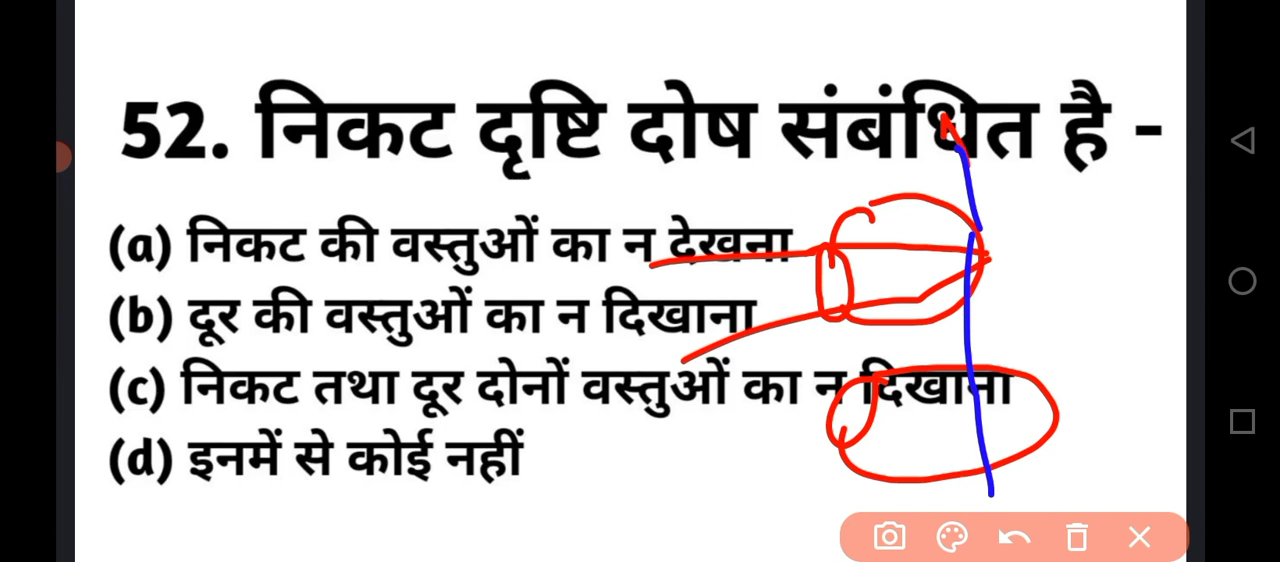 52. निकट दृष्टि दोष संबंधित है -
(a) निकट की वस्तुओं का न देखना
(b) दूर की वस्तुओं का न दिखाना
(c) निकट तथा दूर दोनों वस्तुओं का न दिखाना
(d) इनमें से कोई नहीं